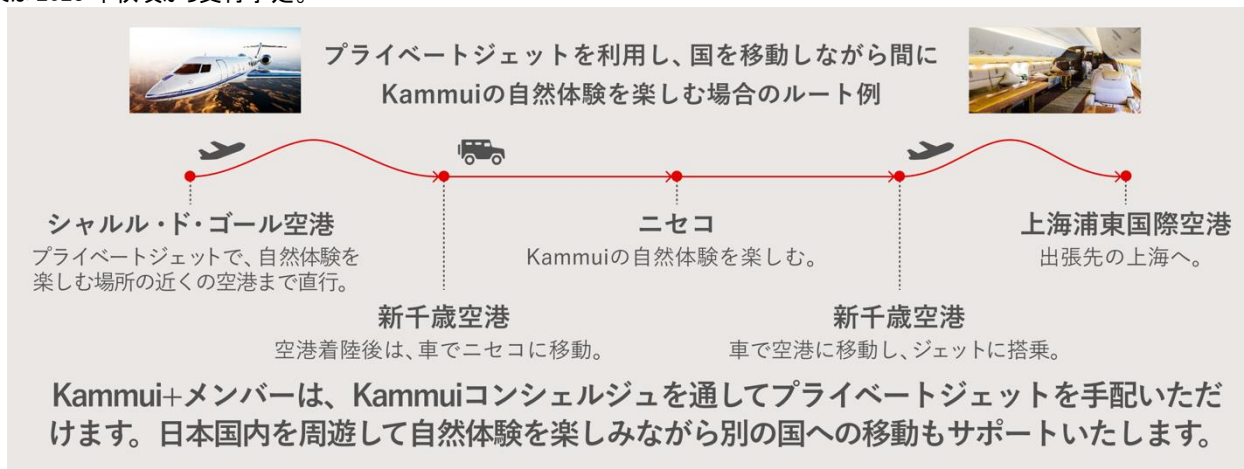 プライベートジェットを利用し、国を移動しながら間に
Kammuiの自然体験を楽しむ場合のルート例
シャルル・ド・ゴール空港
プライベートジェットで、自然体験を
楽しむ場所の近くの空港まで直行。
新千歳空港
空港着陸後は、車でニセコに移動。
ニセコ
Kammuiの自然体験を楽しむ。
新千歳空港
車で空港に移動し、ジェットに搭乗。
上海浦東国際空港
出張先の上海へ。
Kammui+メンバーは、Kammuiコンシェルジュを通してプライベートジェットを手配いただ
けます。日本国内を周遊して自然体験を楽しみながら別の国への移動もサポートいたします。